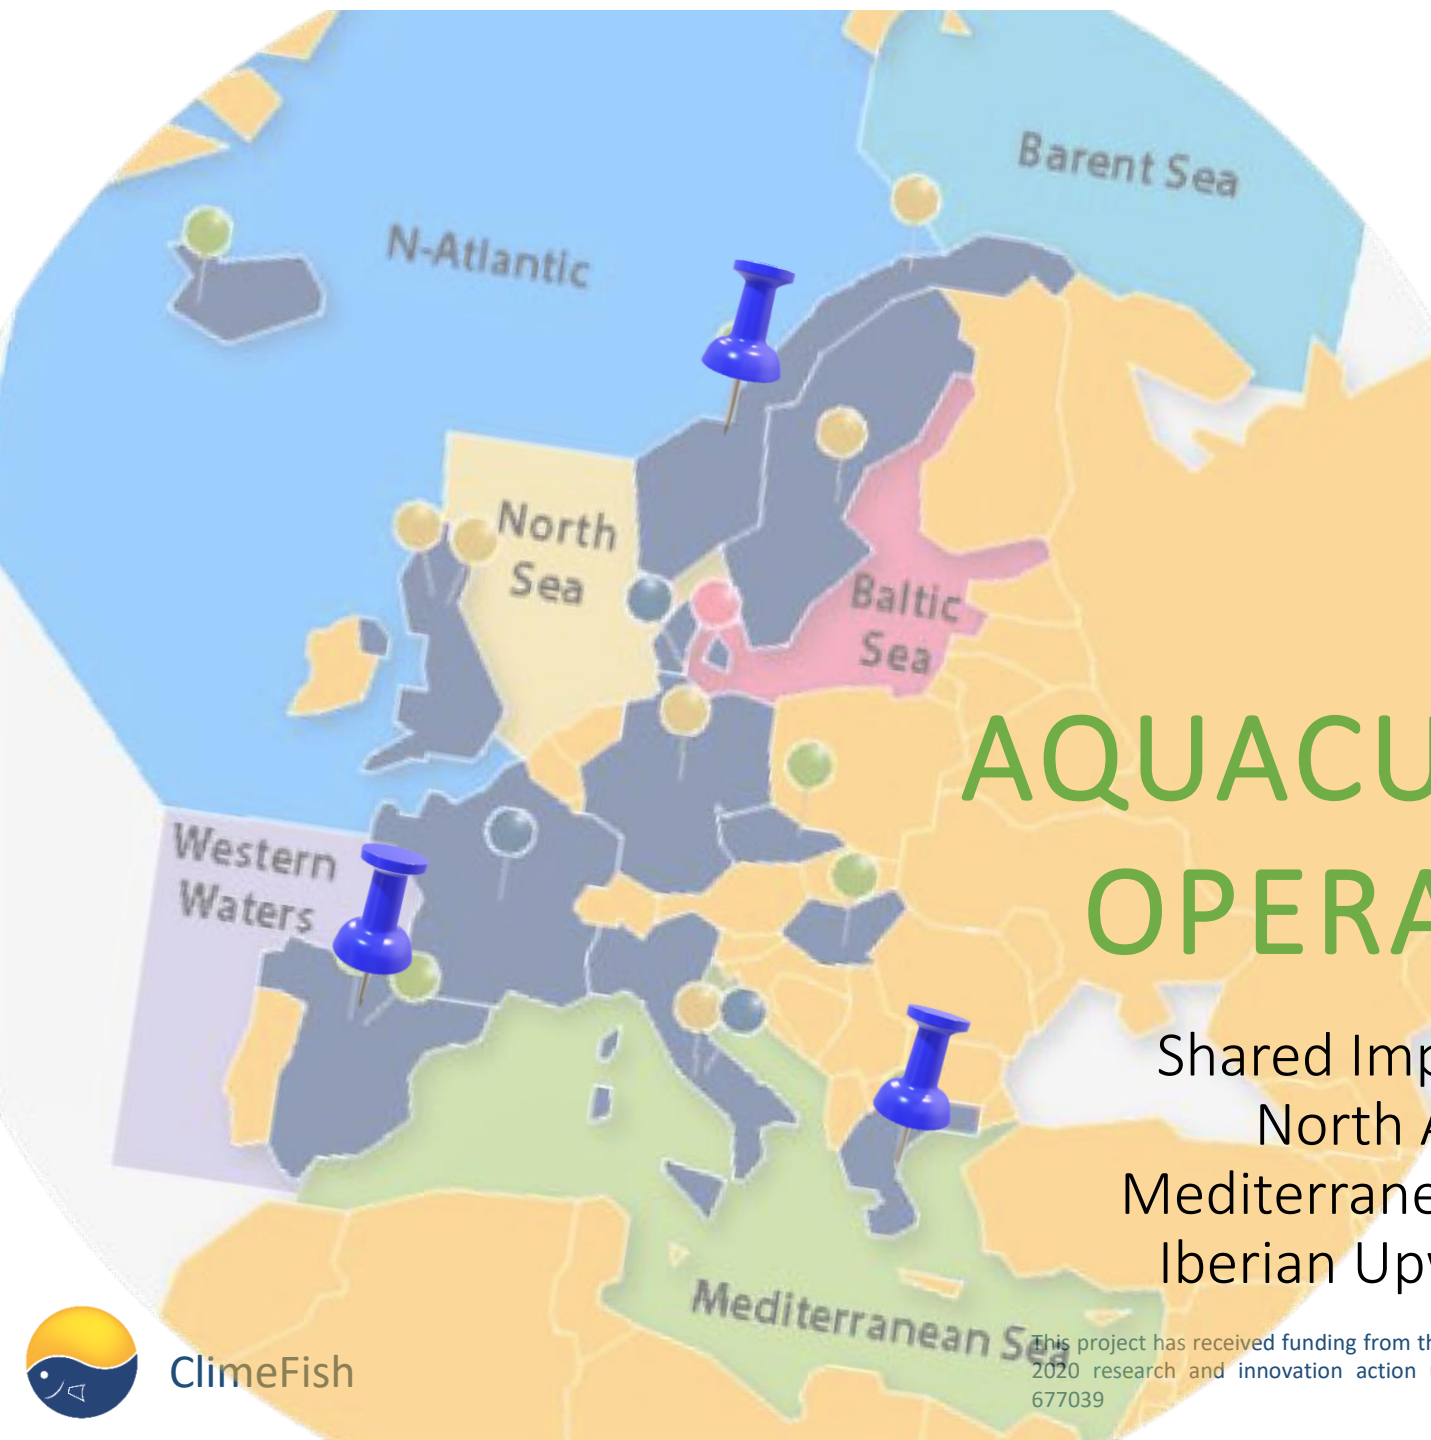 Barent Sea
N-Atlantic
North
Sea
Baltic
Sea
AQUACU
Western
Waters
OPERA
Shared Imp
North A
Mediterrane
Iberian Upw
Mediterranean Sea
This project has received funding from th
2020 research and innovation action u
677039
ClimeFish